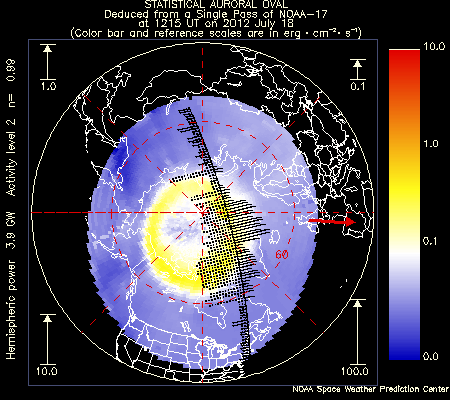 STATISTICAL AURORAL OVAL
Deduced from a Single Pass of NOAA-17
at 1215 UT on 2012 July 18
(Color bar and reference scales are in erg · cm⁻² · s⁻¹)
1.0
0.1
10.0
1.0
0.1
0.0
60
10.0
100.0
Hemispheric power 3.9 GW Activity level 2 n= 0.99
NOAA Space Weather Prediction Center